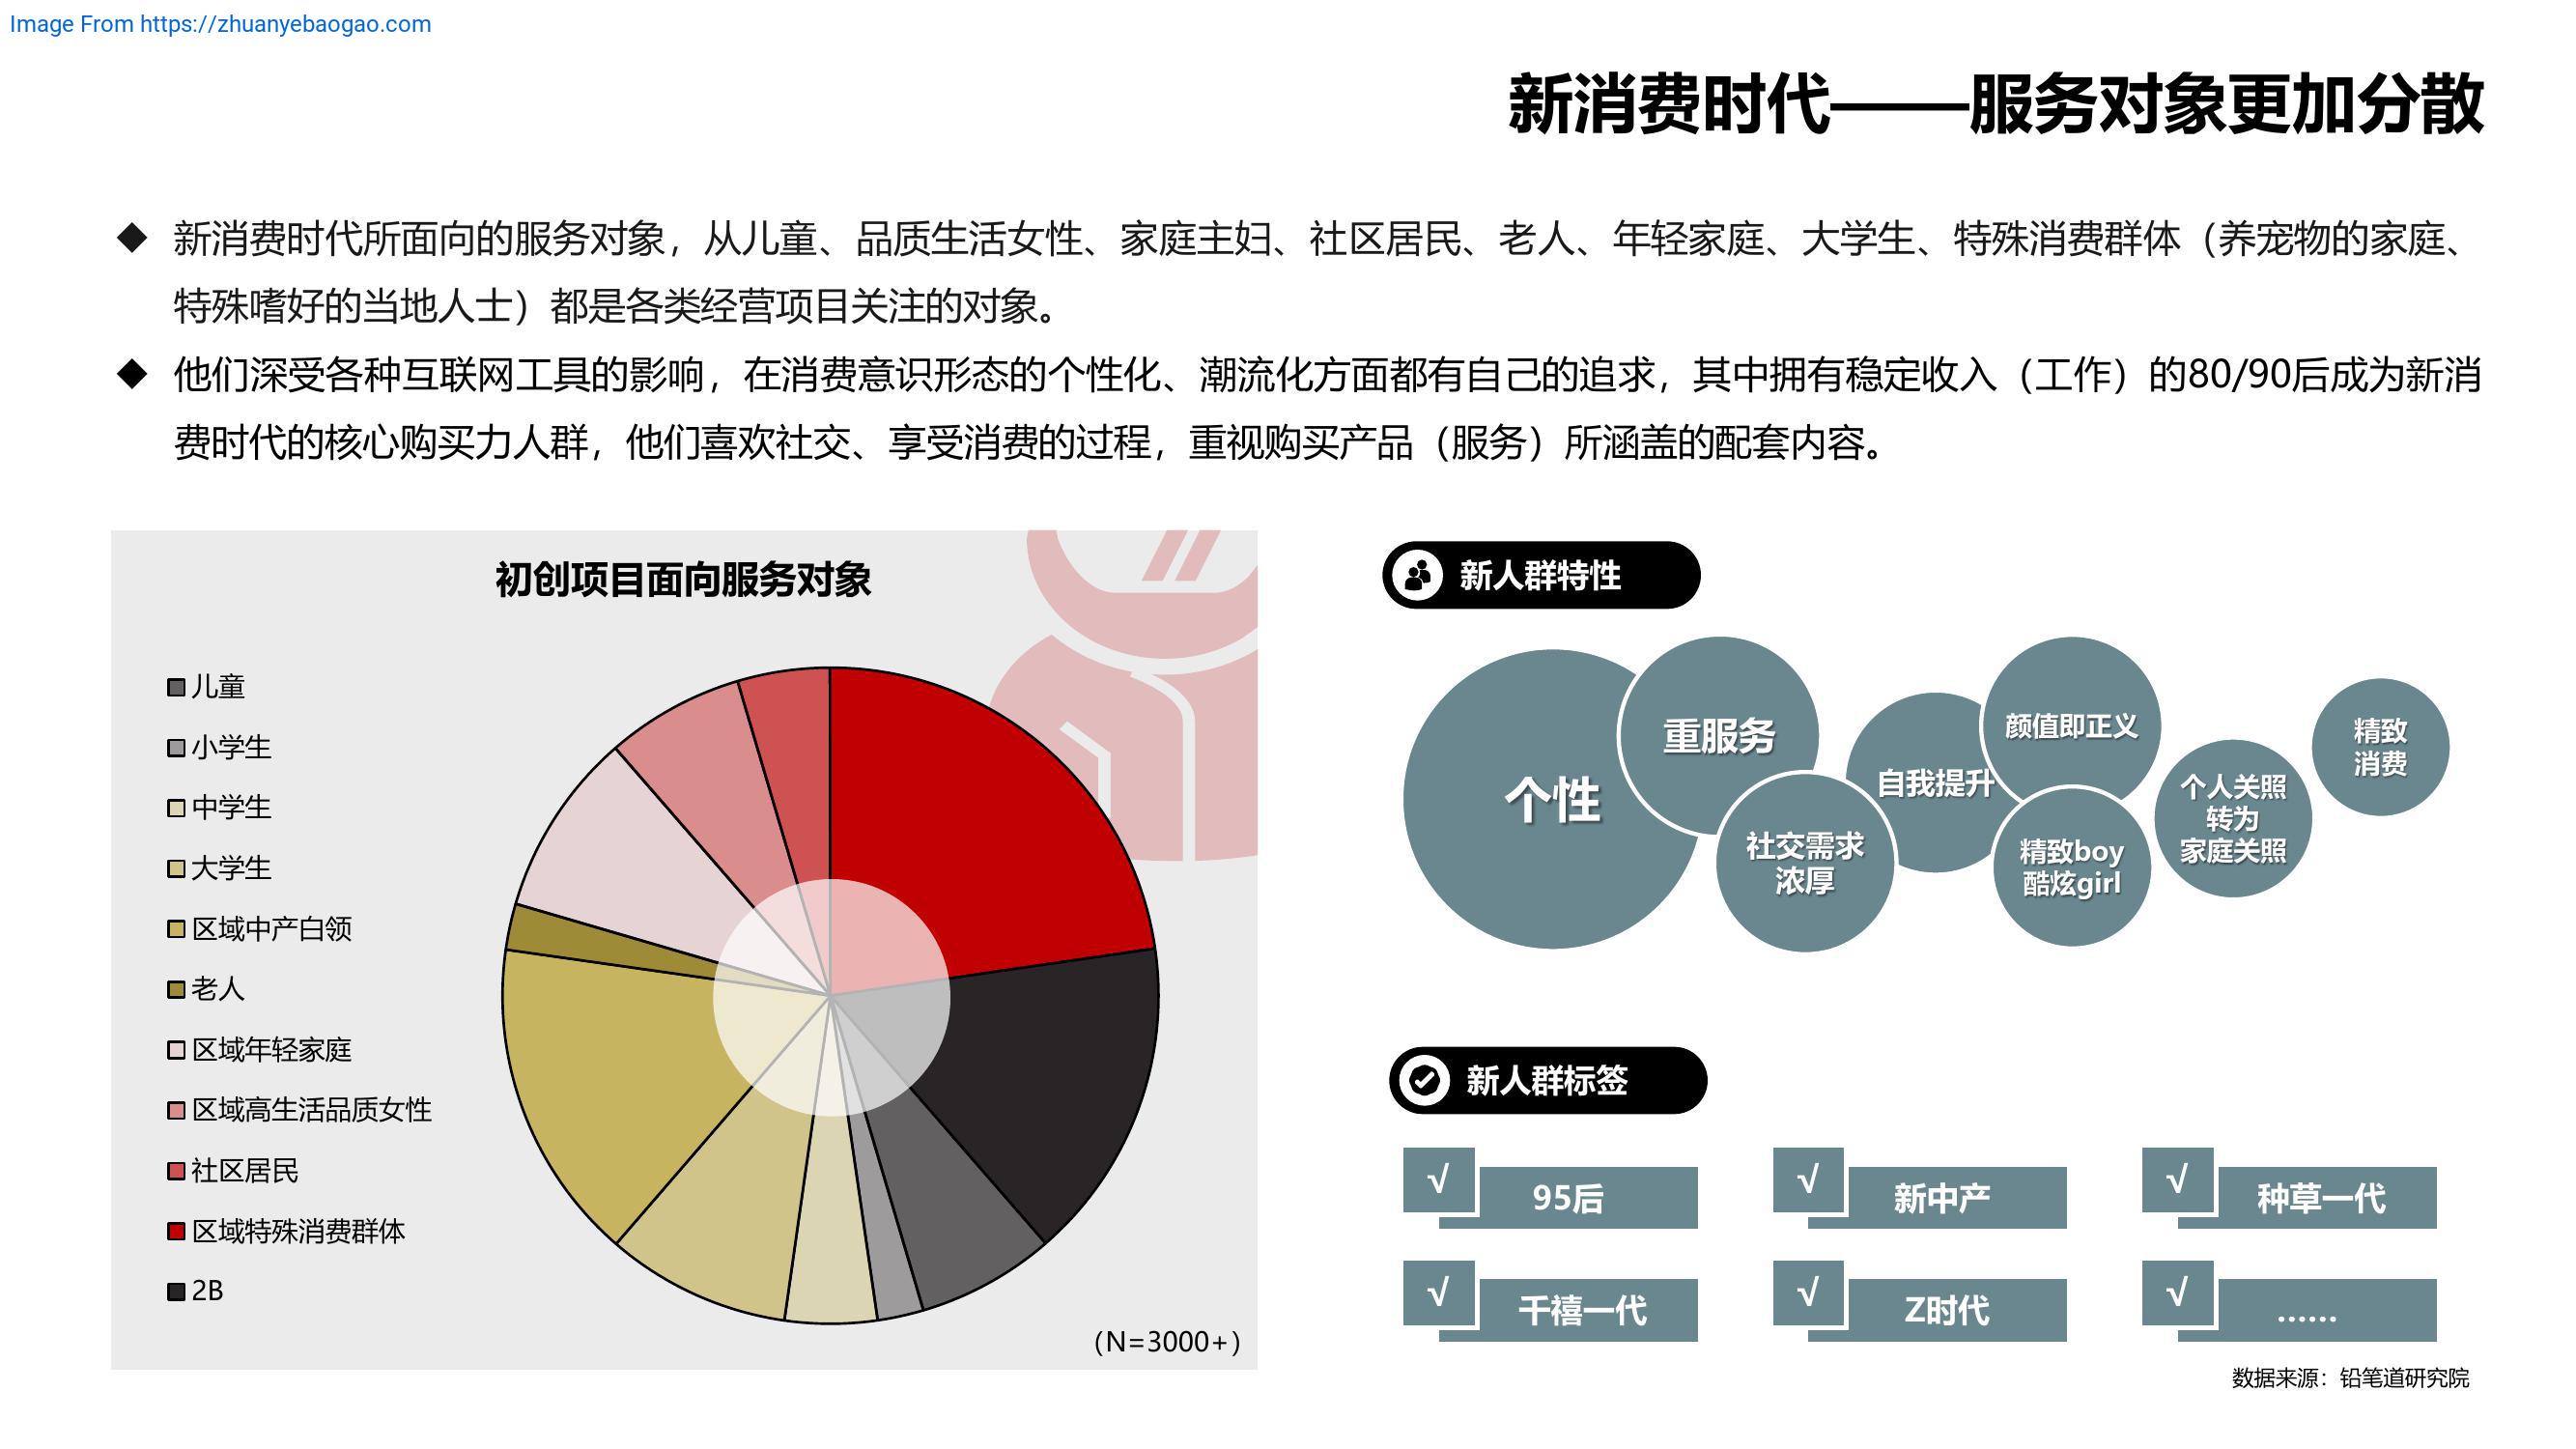 Image From https://zhuanyebaogao.com
新消费时代——服务对象更加分散
◆ 新消费时代所面向的服务对象，从儿童、品质生活女性、家庭主妇、社区居民、老人、年轻家庭、大学生、特殊消费群体（养宠物的家庭、
特殊嗜好的当地人士）都是各类经营项目关注的对象。
◆ 他们深受各种互联网工具的影响，在消费意识形态的个性化、潮流化方面都有自己的追求，其中拥有稳定收入（工作）的80/90后成为新消
费时代的核心购买力人群，他们喜欢社交、享受消费的过程，重视购买产品（服务）所涵盖的配套内容。
初创项目面向服务对象
儿童
小学生
中学生
大学生
区域中产白领
老人
区域年轻家庭
区域高生活品质女性
社区居民
区域特殊消费群体
2B
（N=3000+）
新人群特性
个性
重服务
社交需求
浓厚
自我提升
颜值即正义
精致boy
酷炫girl
个人关照
转为
家庭关照
精致
消费
新人群标签
√ 95后
√ 新中产
√ 种草一代
√ 千禧一代
√ Z时代
√ ……
数据来源：铅笔道研究院